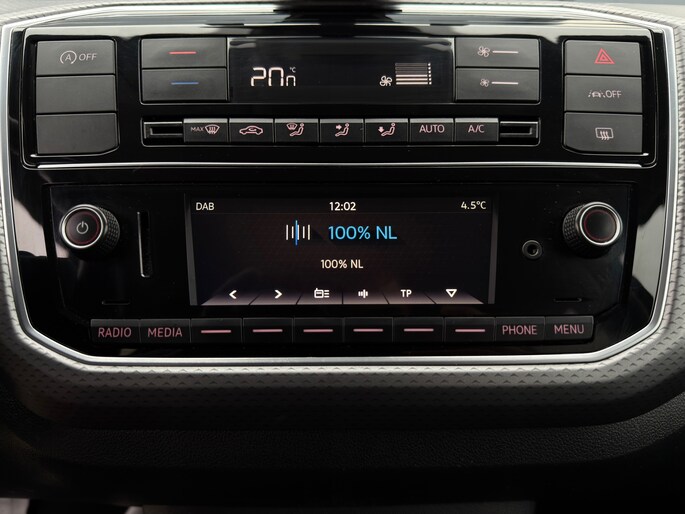 OFF
20.0 °C
OFF
MAX
AUTO
A/C
DAB
12:02
4.5°C
100% NL
100% NL
TP
RADIO
MEDIA
PHONE
MENU